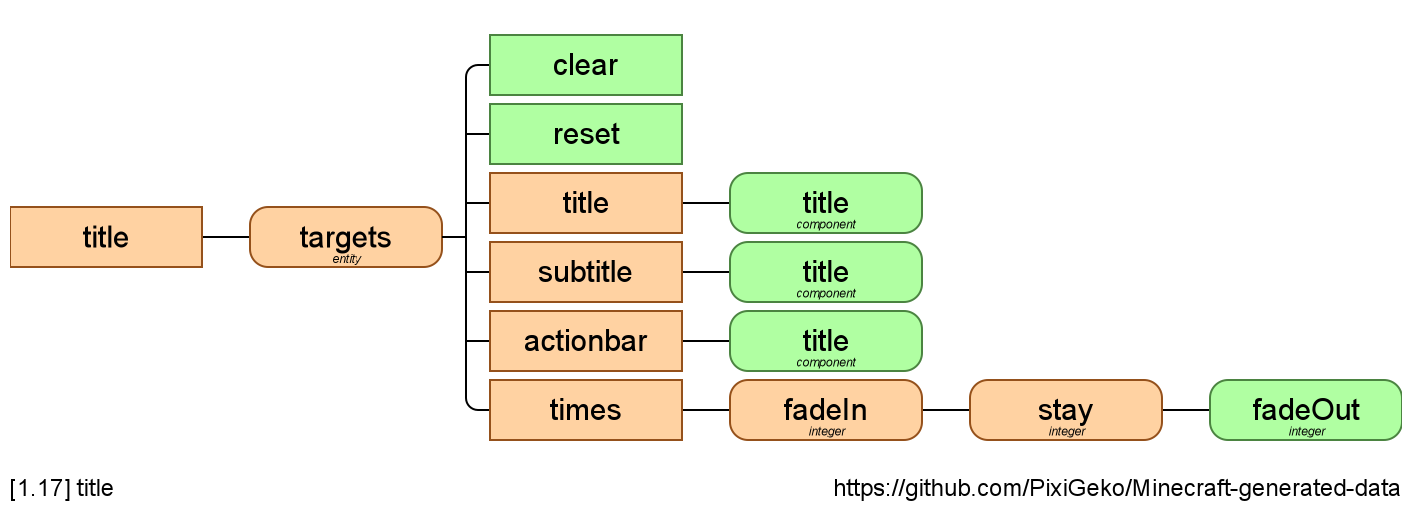 clear
reset
title
title
component
title
targets
entity
subtitle
title
component
actionbar
title
component
times
fadeIn
integer
stay
integer
fadeOut
integer
[1.17] title
https://github.com/PixiGeko/Minecraft-generated-data